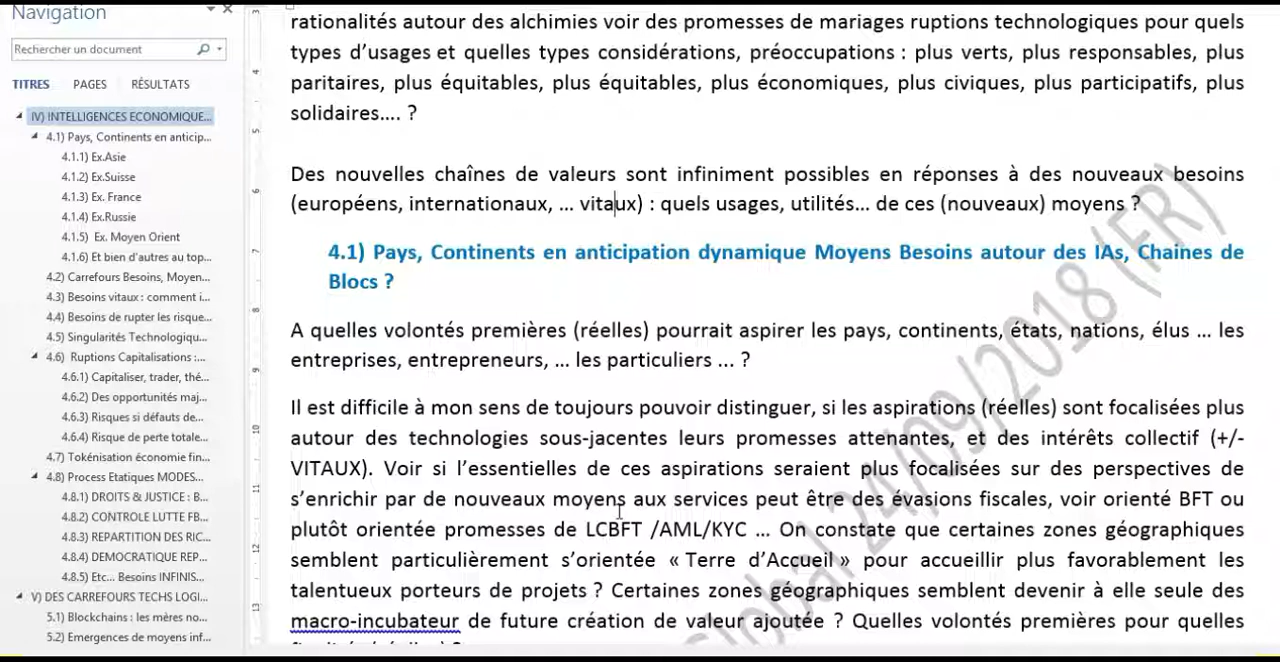 Navigation
Rechercher un document
TITRES PAGES RÉSULTATS
IV) INTELLIGENCES ECONOMIQUE...
4.1) Pays, Continents en anticip...
4.1.1) Ex.Asie
4.1.2) Ex.Suisse
4.1.3) Ex. France
4.1.4) Ex.Russie
4.1.5) Ex. Moyen Orient
4.1.6) Et bien d'autres au top...
4.2) Carrefours Besoins, Moyen...
4.3) Besoins vitaux : comment i...
4.4) Besoins de rupter les risque...
4.5) Singularités Technologiqu...
4.6) Ruptions Capitalisations :...
4.6.1) Capitaliser, trader, thé...
4.6.2) Des opportunités maj...
4.6.3) Risques si défauts de...
4.6.4) Risque de perte totale...
4.7) Tokénisation économie fin...
4.8) Process Etatiques MODES...
4.8.1) DROITS & JUSTICE : B...
4.8.2) CONTROLE LUTTE FB...
4.8.3) REPARTITION DES RIC...
4.8.4) DEMOCRATIQUE REP...
4.8.5) Etc... Besoins INFINIS...
V) DES CARREFOURS TECHS LOGI...
5.1) Blockchains : les mères no...
5.2) Emergences de moyens inf...
3
4
5
6
7
8
9
10
11
12
13
rationalités autour des alchimies voir des promesses de mariages ruptions technologiques pour quels
types d'usages et quelles types considérations, préoccupations : plus verts, plus responsables, plus
paritaires, plus équitables, plus équitables, plus économiques, plus civiques, plus participatifs, plus
solidaires.... ?
Des nouvelles chaînes de valeurs sont infiniment possibles en réponses à des nouveaux besoins
(européens, internationaux, ... vitaux) : quels usages, utilités... de ces (nouveaux) moyens ?
4.1) Pays, Continents en anticipation dynamique Moyens Besoins autour des IAs, Chaines de
Blocs ?
A quelles volontés premières (réelles) pourrait aspirer les pays, continents, états, nations, élus ... les
entreprises, entrepreneurs, ... les particuliers ... ?
Il est difficile à mon sens de toujours pouvoir distinguer, si les aspirations (réelles) sont focalisées plus
autour des technologies sous-jacentes leurs promesses attenantes, et des intérêts collectif (+/-
VITAUX). Voir si l'essentielles de ces aspirations seraient plus focalisées sur des perspectives de
s'enrichir par de nouveaux moyens aux services peut être des évasions fiscales, voir orienté BFT ou
plutôt orientée promesses de LCBFT /AML/KYC ... On constate que certaines zones géographiques
semblent particulièrement s'orientée « Terre d'Accueil » pour accueillir plus favorablement les
talentueux porteurs de projets ? Certaines zones géographiques semblent devenir à elle seule des
macro-incubateur de future création de valeur ajoutée ? Quelles volontés premières pour quelles
Global 24/09/2018 (FR)